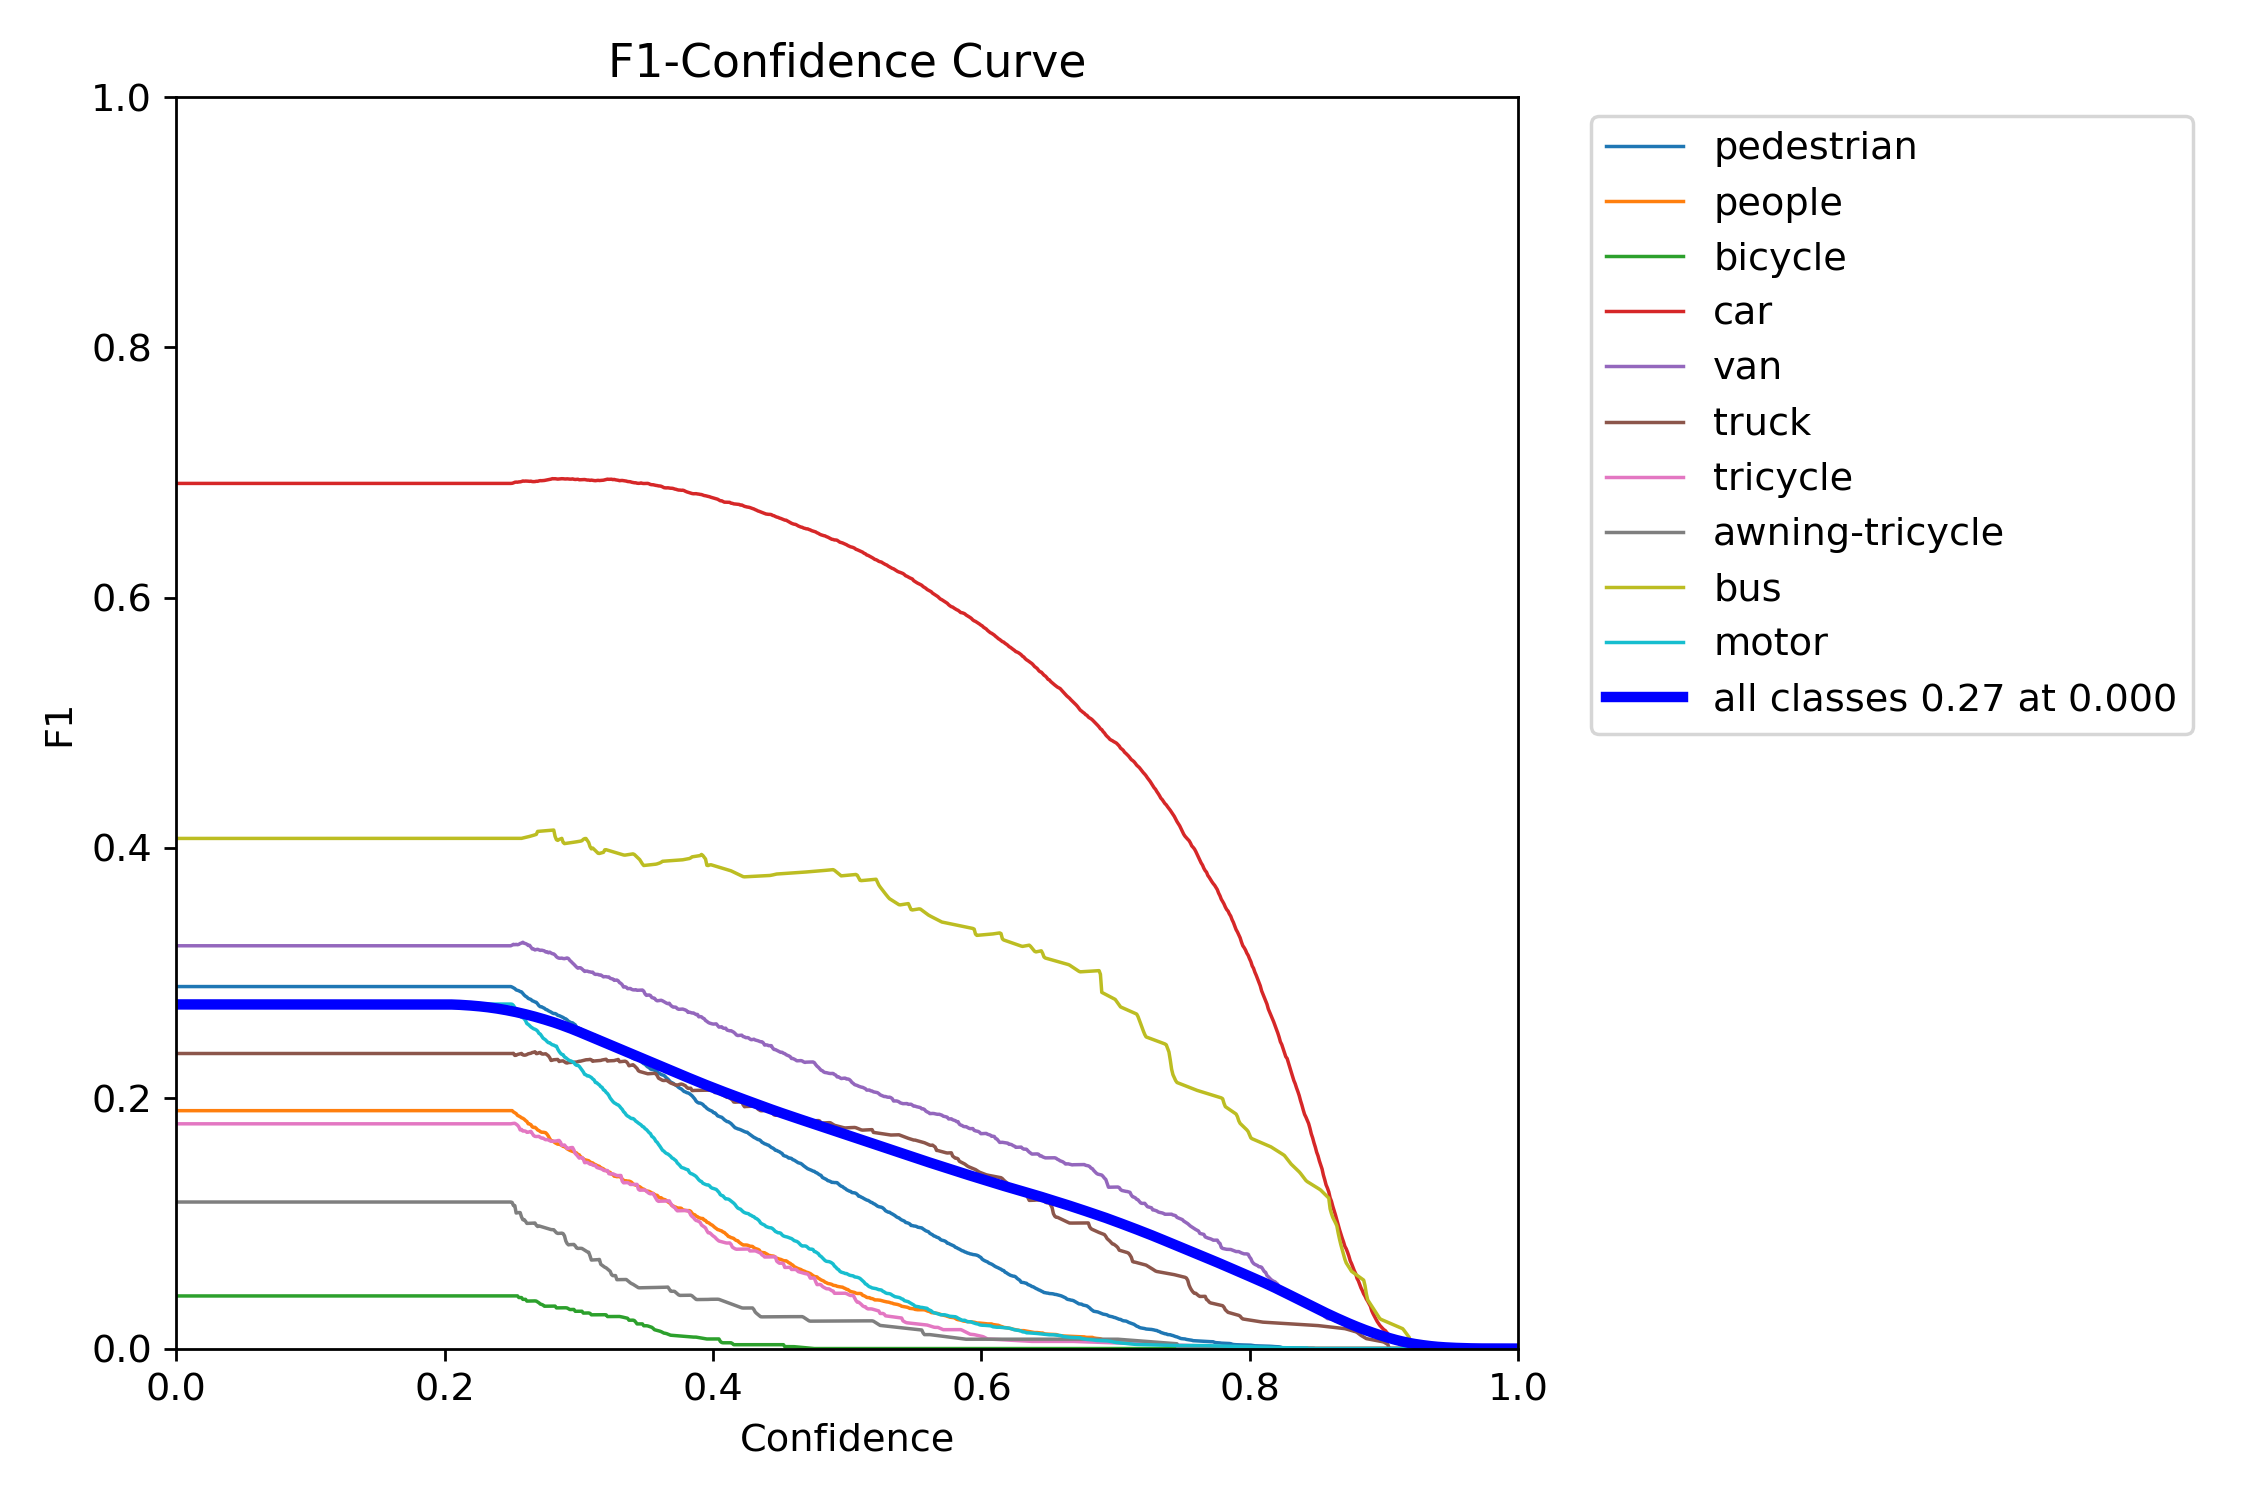 F1-Confidence Curve
1.0
0.8
0.6
0.4
0.2
0.0
F1
0.0 0.2 0.4 0.6 0.8 1.0
Confidence
pedestrian
people
bicycle
car
van
truck
tricycle
awning-tricycle
bus
motor
all classes 0.27 at 0.000